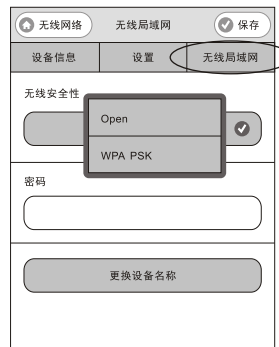 无线网络 无线局域网 保存
设备信息 设置 无线局域网
无线安全性
Open
WPA PSK
密码
更换设备名称